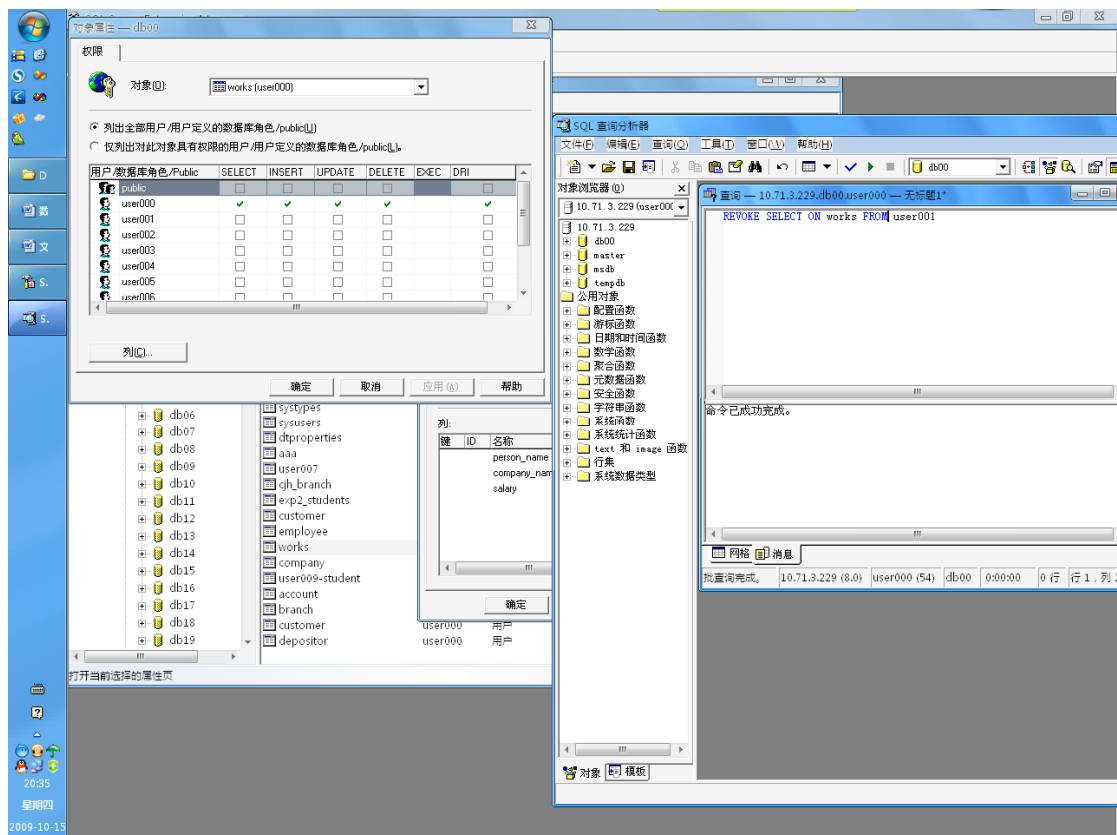 对象属性 — db00
权限
对象(O):
works (user000)
列出全部用户/用户定义的数据库角色/public(U)
仅列出对此对象具有权限的用户/用户定义的数据库角色/public(L)。
用户/数据库角色/Public SELECT INSERT UPDATE DELETE EXEC DRI
public
user000
user001
user002
user003
user004
user005
user006
列(C)...
确定 取消 应用(A) 帮助
db06
db07
db08
db09
db10
db11
db12
db13
db14
db15
db16
db17
db18
db19
systypes
sysusers
dtproperties
aaa
user007
cjh_branch
exp2_students
customer
employee
works
company
user009-student
account
branch
customer user000 用户
depositor user000 用户
列:
键 ID 名称
person_name
company_nam
salary
确定
打开当前选择的属性页
SQL 查询分析器
文件(F) 编辑(E) 查询(Q) 工具(T) 窗口(W) 帮助(H)
db00
对象浏览器(O)
10.71.3.229(user00(
10.71.3.229
db00
master
msdb
tempdb
公用对象
配置函数
游标函数
日期和时间函数
数学函数
聚合函数
元数据函数
安全函数
字符串函数
系统函数
系统统计函数
text 和 image 函数
行集
系统数据类型
对象 模板
查询 — 10.71.3.229.db00.user000 — 无标题1*
REVOKE SELECT ON works FROM user001
命令已成功完成。
网格 消息
批查询完成。 10.71.3.229 (8.0) user000 (54) db00 0:00:00 0 行 行 1, 列
D
文
S.
S.
20:35
星期四
2009-10-15